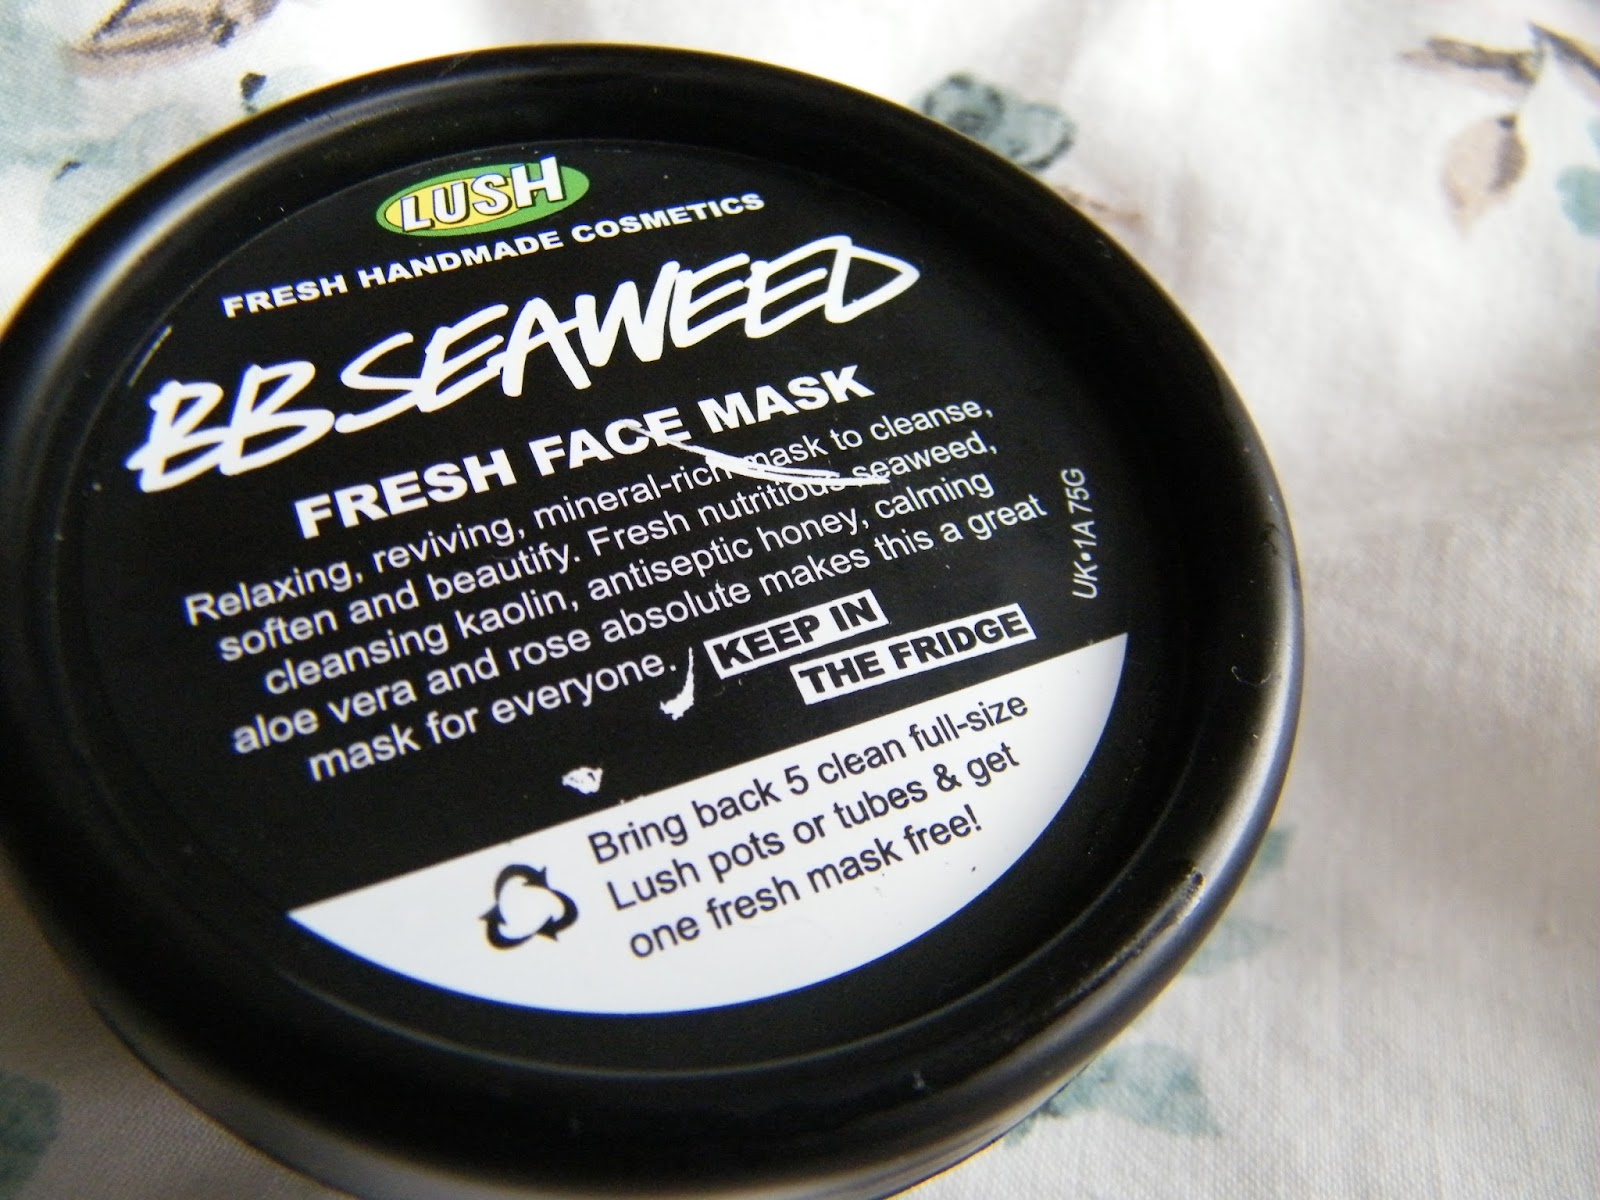 LUSH
FRESH HANDMADE COSMETICS
BB SEAWEED
FRESH FACE MASK
Relaxing, reviving, mineral-rich mask to cleanse,
soften and beautify. Fresh nutritious seaweed,
cleansing kaolin, antiseptic honey, calming
aloe vera and rose absolute makes this a great
mask for everyone.
KEEP IN
THE FRIDGE
UK•1A 75G
Bring back 5 clean full-size
Lush pots or tubes & get
one fresh mask free!